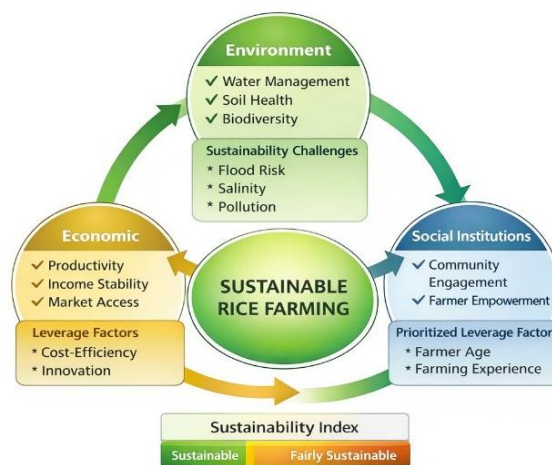 Environment
✓ Water Management
✓ Soil Health
✓ Biodiversity
Sustainability Challenges
* Flood Risk
* Salinity
* Pollution
Economic
✓ Productivity
✓ Income Stability
✓ Market Access
Leverage Factors
* Cost-Efficiency
* Innovation
SUSTAINABLE
RICE FARMING
Social Institutions
✓ Community
Engagement
✓ Farmer Empowerment
Prioritized Leverage Factor
* Farmer Age
* Farming Experience
Sustainability Index
Sustainable
Fairly Sustainable